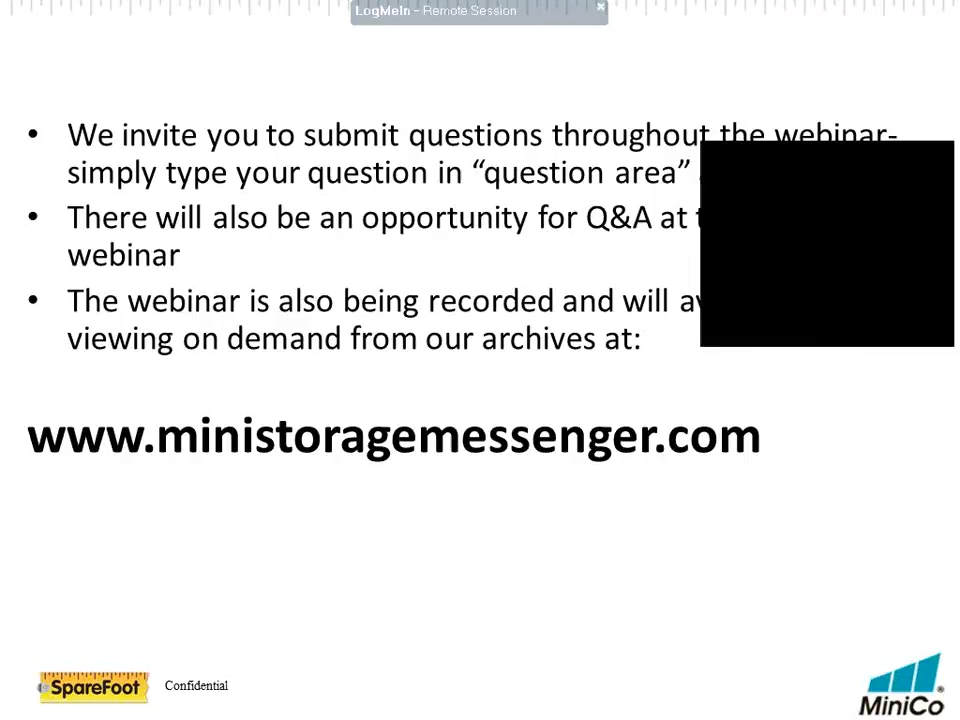 LogMeIn - Remote Session
• We invite you to submit questions throughout the webinar-
simply type your question in “question area”
• There will also be an opportunity for Q&A at
webinar
• The webinar is also being recorded and will
viewing on demand from our archives at:
www.ministoragemessenger.com
SpareFoot Confidential
MiniCo®